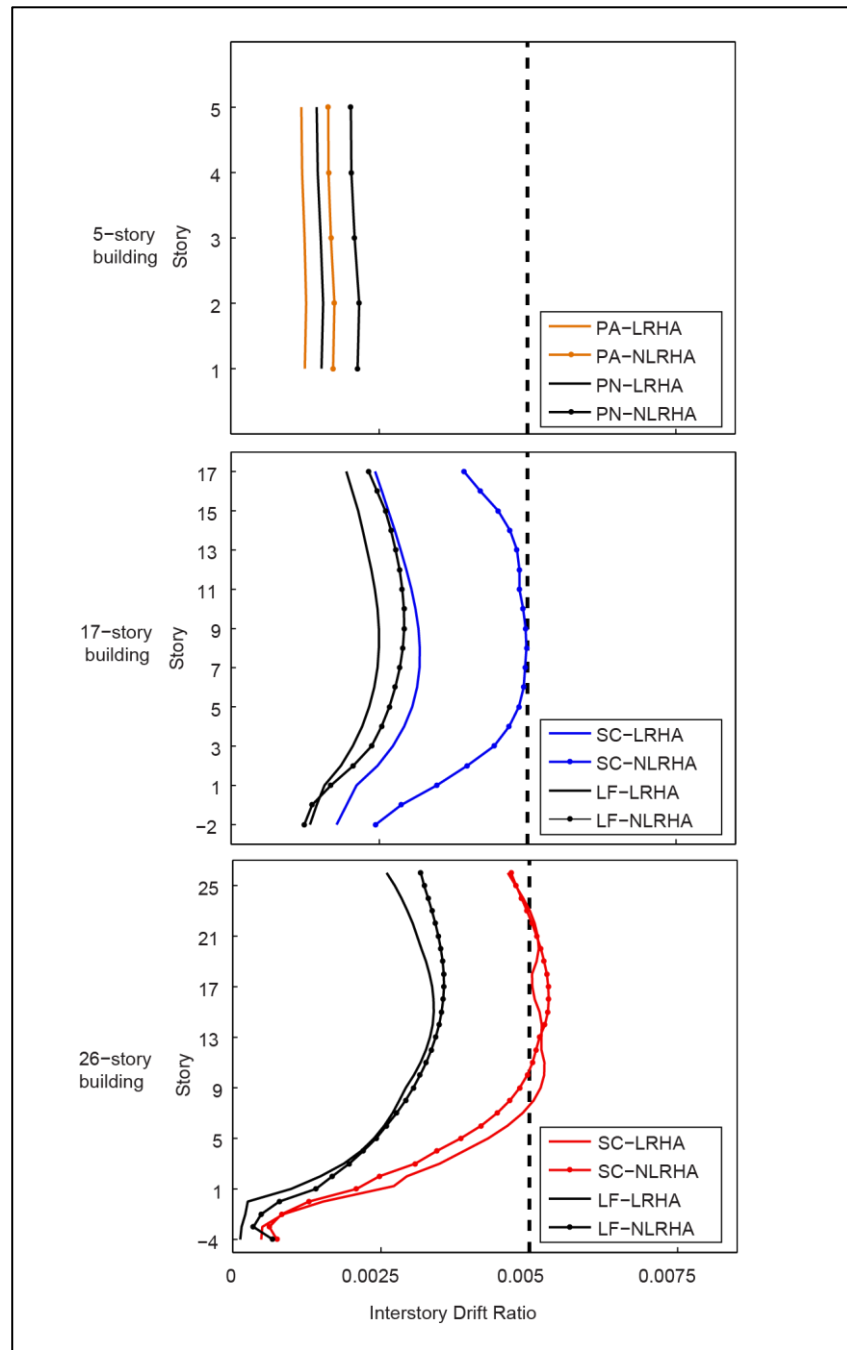 5
4
3
2
1
5−story
building
Story
PA−LRHA
PA−NLRHA
PN−LRHA
PN−NLRHA
17
15
13
11
9
7
5
3
1
−2
17−story
building
Story
SC−LRHA
SC−NLRHA
LF−LRHA
LF−NLRHA
25
21
17
13
9
5
1
−4
26−story
building
Story
SC−LRHA
SC−NLRHA
LF−LRHA
LF−NLRHA
0 0.0025 0.005 0.0075
Interstory Drift Ratio